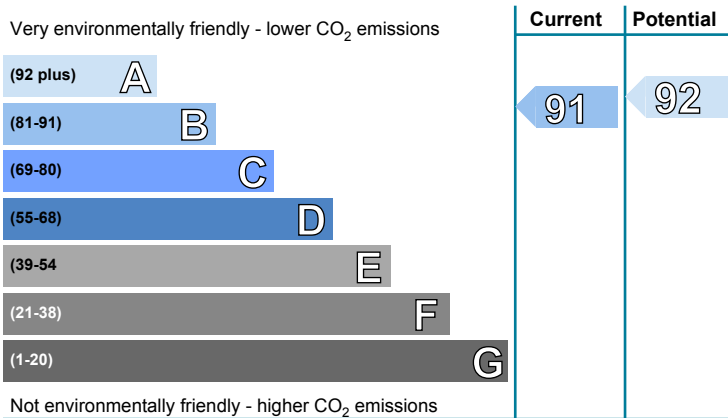 Very environmentally friendly - lower CO2 emissions
Current
Potential
(92 plus) A
(81-91) B
(69-80) C
(55-68) D
(39-54 E
(21-38) F
(1-20) G
91
92
Not environmentally friendly - higher CO2 emissions